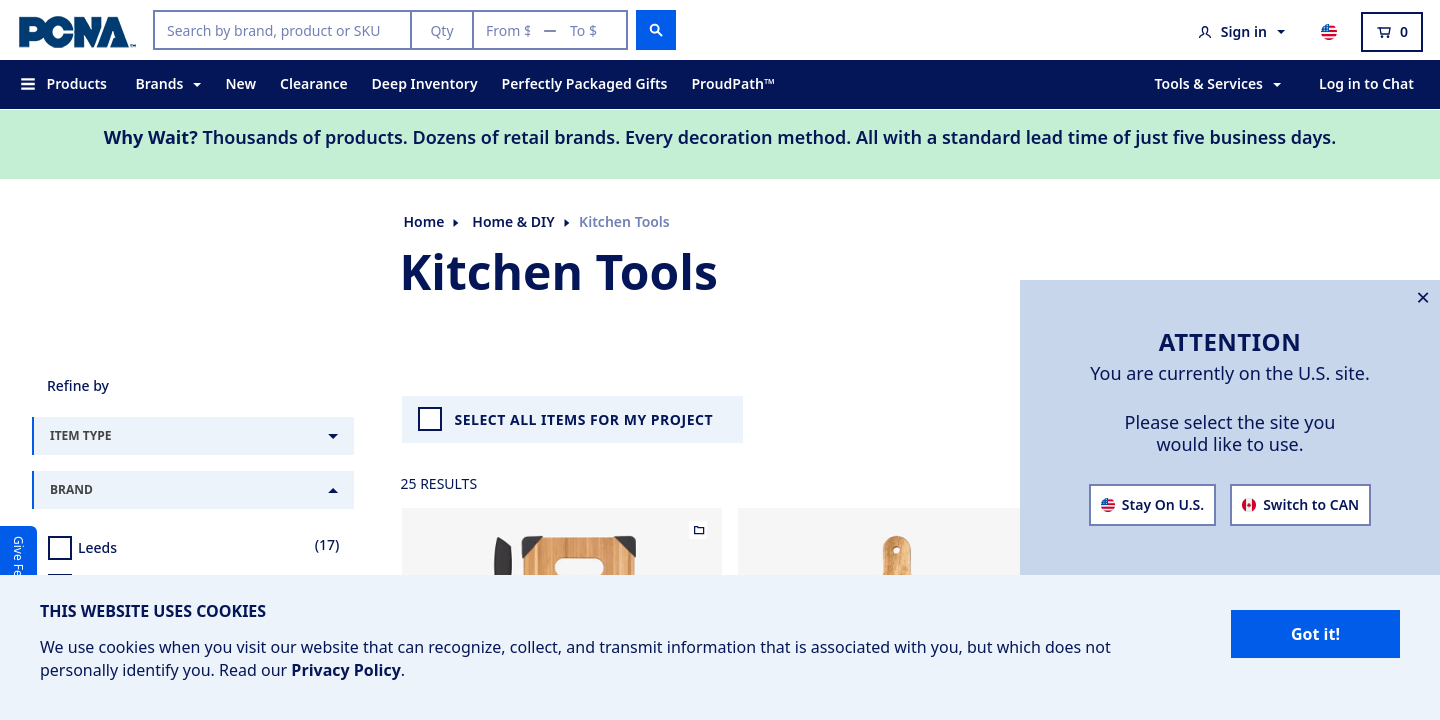 PCNA™
Search by brand, product or SKU
Qty
From $ — To $
Sign in
0
Products
Brands
New
Clearance
Deep Inventory
Perfectly Packaged Gifts
ProudPath™
Tools & Services
Log in to Chat
Why Wait? Thousands of products. Dozens of retail brands. Every decoration method. All with a standard lead time of just five business days.
Home
Home & DIY
Kitchen Tools
Kitchen Tools
ATTENTION
You are currently on the U.S. site.
Please select the site you
would like to use.
Stay On U.S.
Switch to CAN
Refine by
ITEM TYPE
BRAND
Leeds
(17)
SELECT ALL ITEMS FOR MY PROJECT
25 RESULTS
Give Fe
THIS WEBSITE USES COOKIES
We use cookies when you visit our website that can recognize, collect, and transmit information that is associated with you, but which does not
personally identify you. Read our Privacy Policy.
Got it!